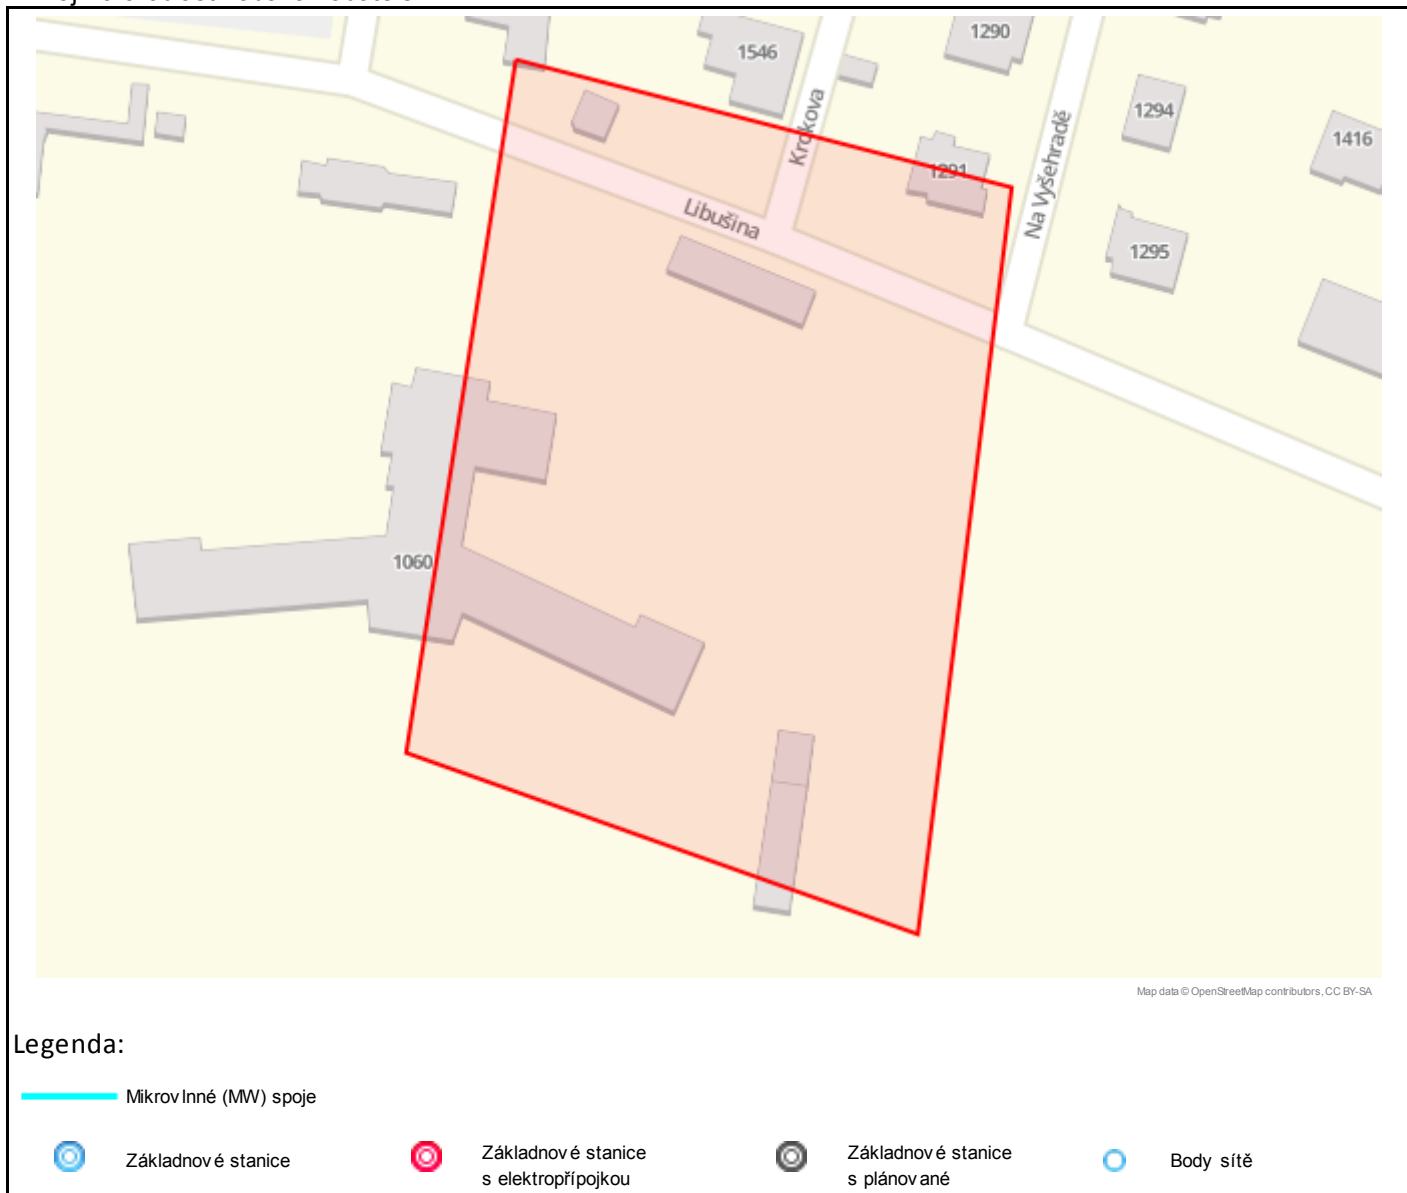 1290
1546
1294
1416
Krokova
Na Vyšehradě
1291
Libušina
1295
1060
Map data © OpenStreetMap contributors, CC BY-SA
Legenda:
Mikrovlnné (MW) spoje
Základnové stanice
Základnové stanice
s elektropřípojkou
Základnové stanice
s plánované
Body sítě